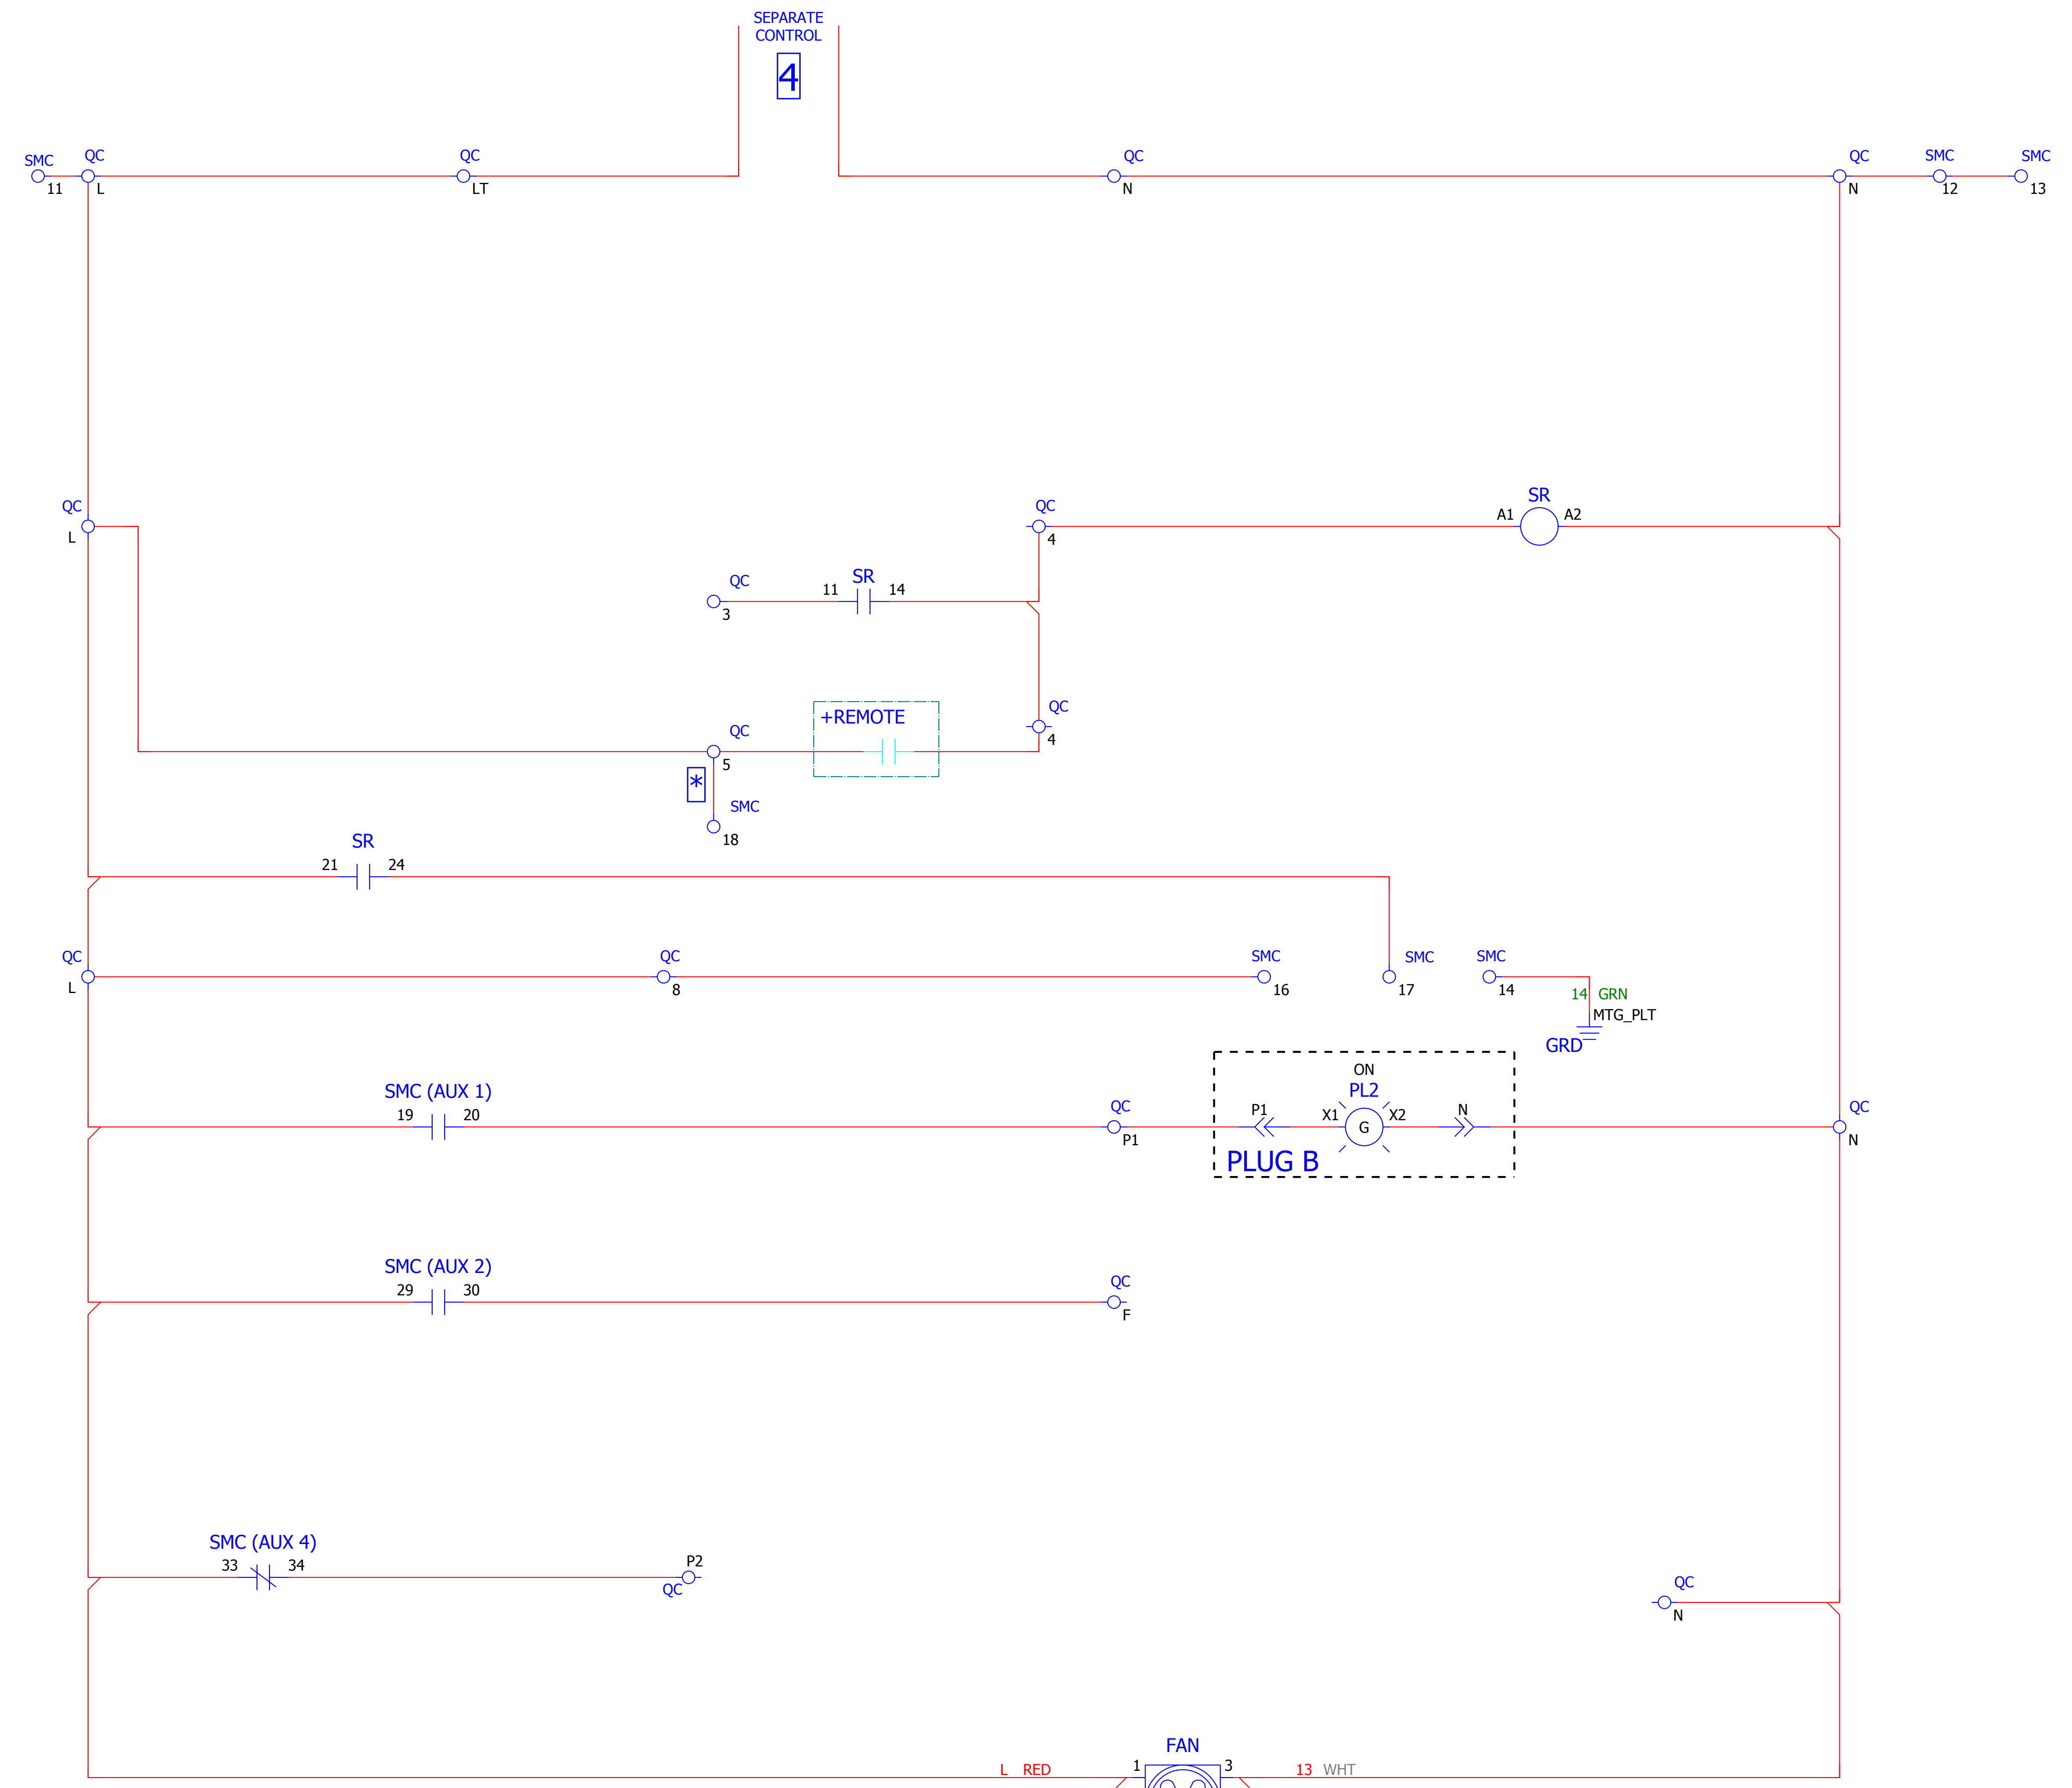 SEPARATE
CONTROL
4
SMC QC QC QC QC SMC SMC
11 L LT N N 12 13
QC QC SR
L 4 A1 A2
QC 11 SR 14
3
+REMOTE QC
QC 4
5
*
SMC
18
SR
21 24
QC QC SMC SMC SMC
L 8 16 17 14
14 GRN
MTG_PLT
GRD
ON
SMC (AUX 1) PL2
19 20 QC P1 X1 G X2 N QC
P1 N
PLUG B
SMC (AUX 2)
29 30 QC
F
SMC (AUX 4)
33 34 P2
QC QC
N
FAN
L RED 1 3 13 WHT